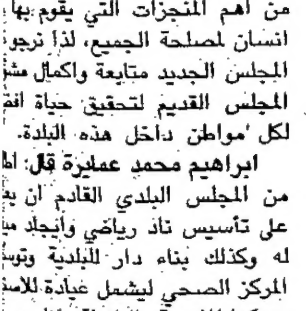 من أهم المنجزات التي يقوم بها
انسان لمصلحة الجميع، لذا نرجو
المجلس الجديد متابعة واكمال
المجلس القديم لتحقيق حياة
لكل مواطن داخل هذه البلدة.
ابراهيم محمد عمايرة قال:
من المجلس البلدي القادم ان
على تأسيس ناد رياضي وايجاد
له وكذلك بناء دار للبلدية
المركز الصحي ليشمل عيادة